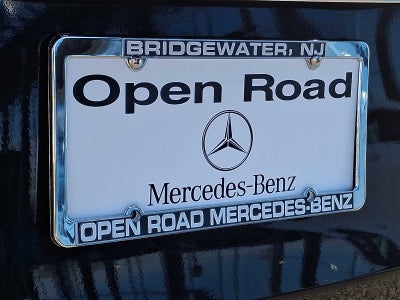 BRIDGEWATER, NJ
Open Road
Mercedes-Benz
OPEN ROAD MERCEDES-BENZ